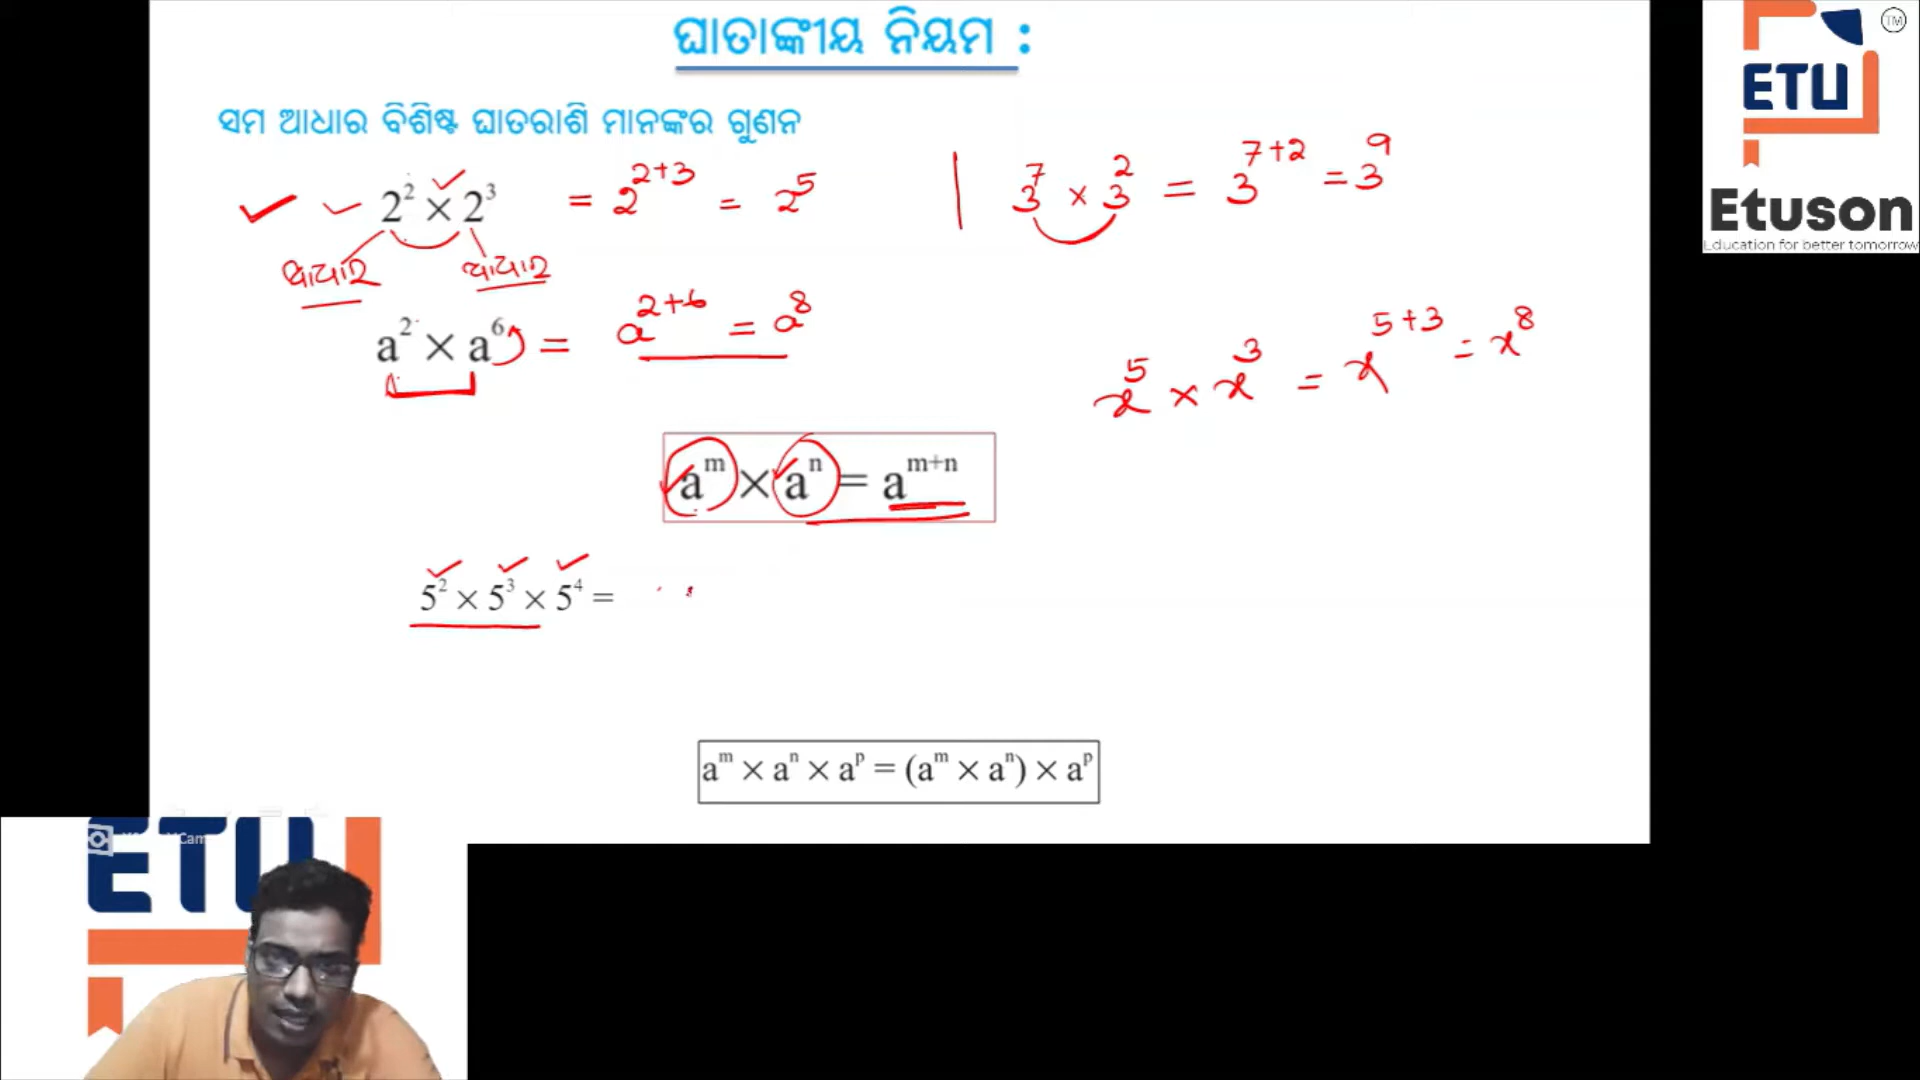 ଘାତାଙ୍କୀୟ ନିୟମ :
ସମ ଆଧାର ବିଶିଷ୍ଟ ଘାତରାଶି ମାନଙ୍କର ଗୁଣନ
2² × 2³ = 2²⁺³ = 2⁵
3⁷ × 3² = 3⁷⁺² = 3⁹
ଆଧାର ଆଧାର
a² × a⁶ = a²⁺⁶ = a⁸
x⁵ × x³ = x⁵⁺³ = x⁸
aᵐ × aⁿ = aᵐ⁺ⁿ
5² × 5³ × 5⁴ =
aᵐ × aⁿ × aᵖ = (aᵐ × aⁿ) × aᵖ
ETU
TM
Etuson
Education for better tomorrow
ETU